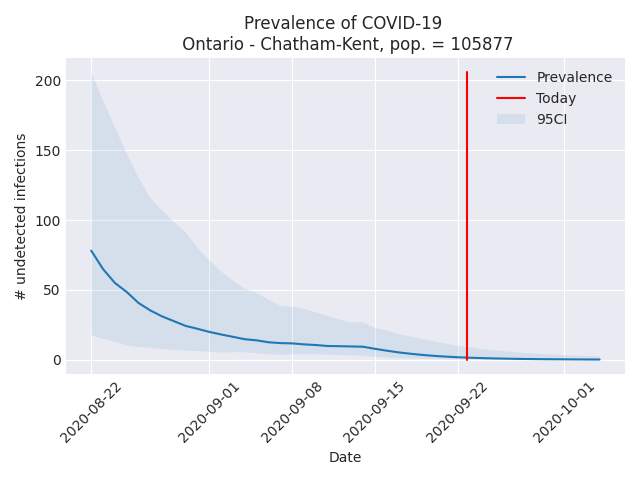 Prevalence of COVID-19
Ontario - Chatham-Kent, pop. = 105877
Prevalence
Today
95CI
# undetected infections
200
150
100
50
0
2020-08-22
2020-09-01
2020-09-08
2020-09-15
2020-09-22
2020-10-01
Date